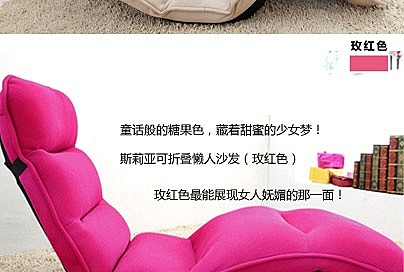 玫红色
童话般的糖果色，藏着甜蜜的少女梦！
斯莉亚可折叠懒人沙发（玫红色）
玫红色最能展现女人妩媚的那一面！